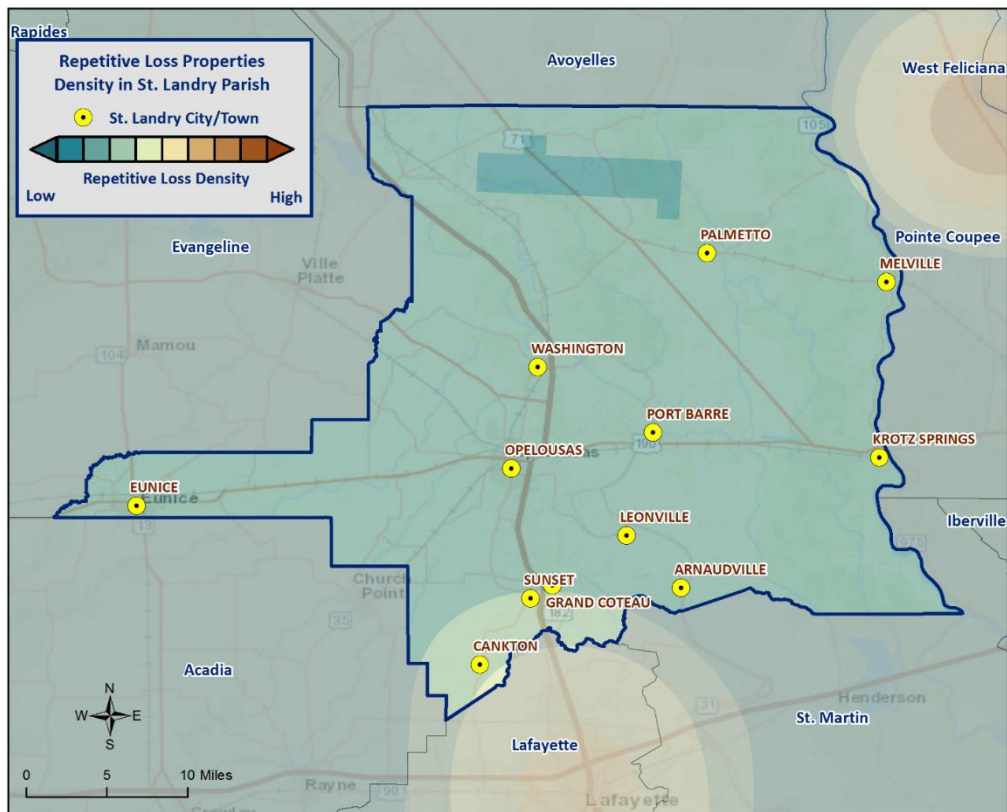 Rapides
Repetitive Loss Properties
Density in St. Landry Parish
St. Landry City/Town
Repetitive Loss Density
Low
High
Avoyelles
West Feliciana
71
105
Evangeline
Pointe Coupee
PALMETTO
Ville
Platte
MELVILLE
104
Mamou
WASHINGTON
PORT BARRE
190
OPELOUSAS
KROTZ SPRINGS
EUNICE
Eunice
13
LEONVILLE
Iberville
975
Church
Point
SUNSET
ARNAUDVILLE
GRAND COTEAU
182
35
CANKTON
Acadia
Henderson
31
St. Martin
N
W
E
S
Lafayette
0
5
10 Miles
Rayne
90
Lafayette
Crowley